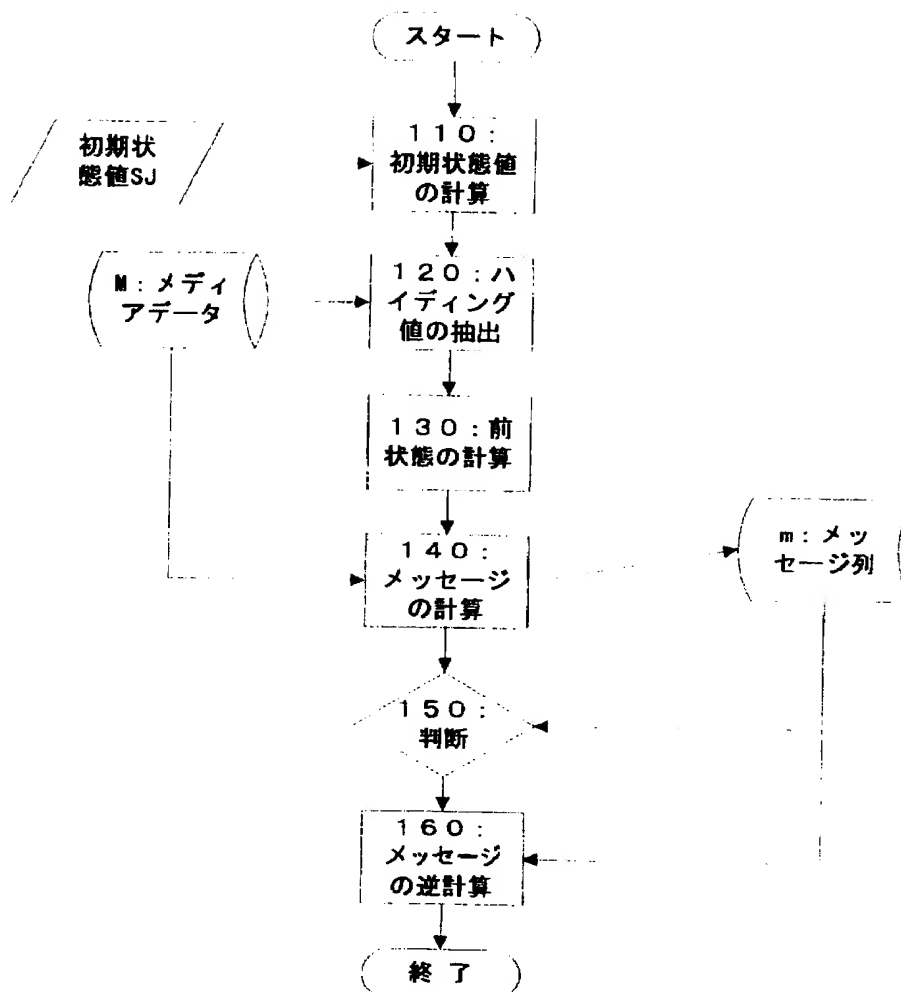 スタート
初期状
態値SJ
110:
初期状態値
の計算
M:メディ
アデータ
120:ハ
イディング
値の抽出
130:前
状態の計算
140:
メッセージ
の計算
m:メッ
セージ列
150:
判断
160:
メッセージ
の逆計算
終了